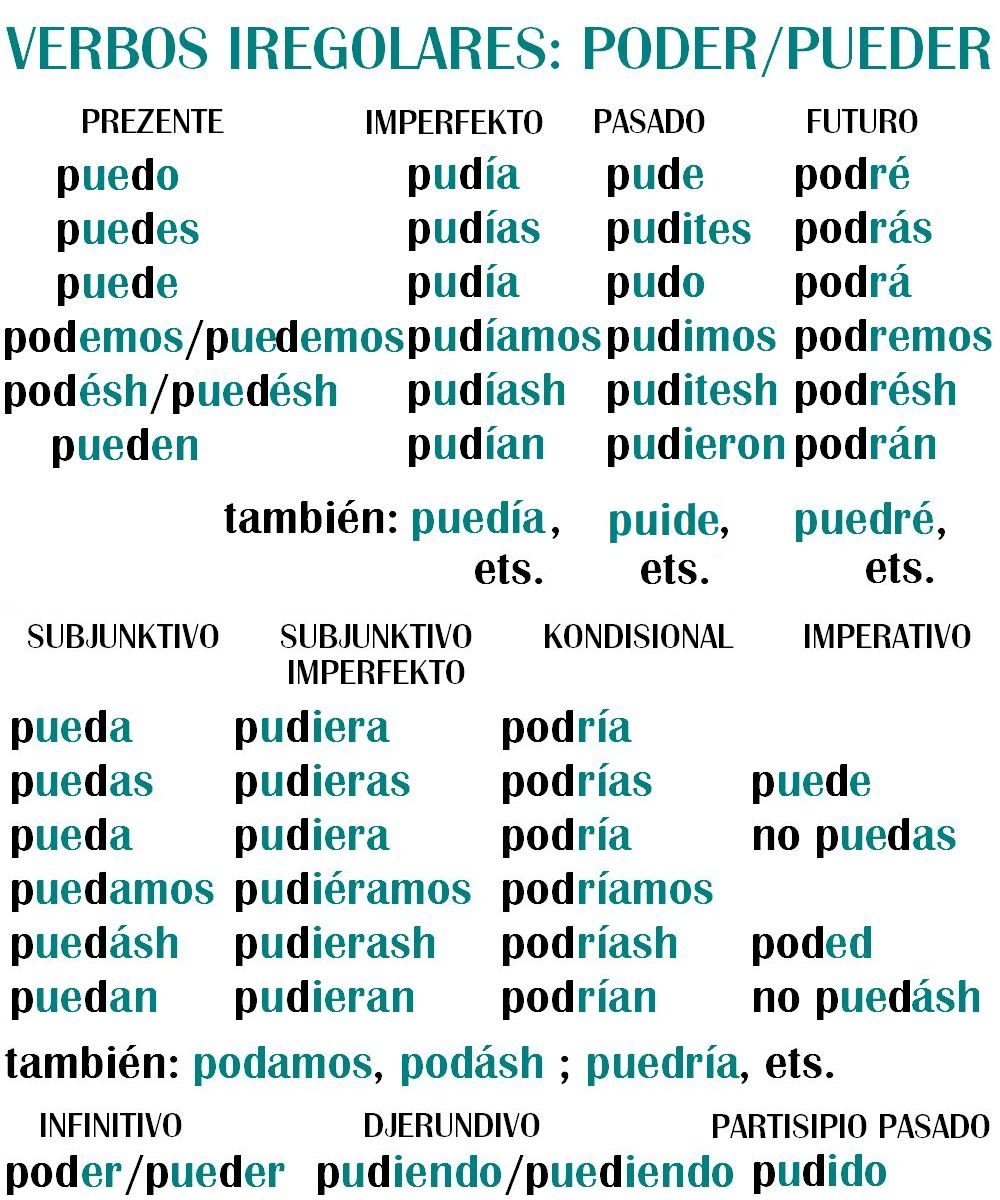 VERBOS IREGOLARES: PODER/PUEDER
PREZENTE IMPERFEKTO PASADO FUTURO
puedo pudía pude podré
puedes pudías pudites podrás
puede pudía pudo podrá
podemos/puedemos pudíamos pudimos podremos
podésh/puedésh pudíash puditesh podrésh
pueden pudían pudieron podrán
también: puedía, puide, puedré,
ets. ets. ets.
SUBJUNKTIVO SUBJUNKTIVO KONDISIONAL IMPERATIVO
IMPERFEKTO
pueda pudiera podría
puedas pudieras podrías puede
pueda pudiera podría no puedas
puedamos pudiéramos podríamos
puedásh pudierash podríash poded
puedan pudieran podrían no puedásh
también: podamos, podásh ; puedría, ets.
INFINITIVO DJERUNDIVO PARTISIPIO PASADO
poder/pueder pudiendo/puediendo pudido